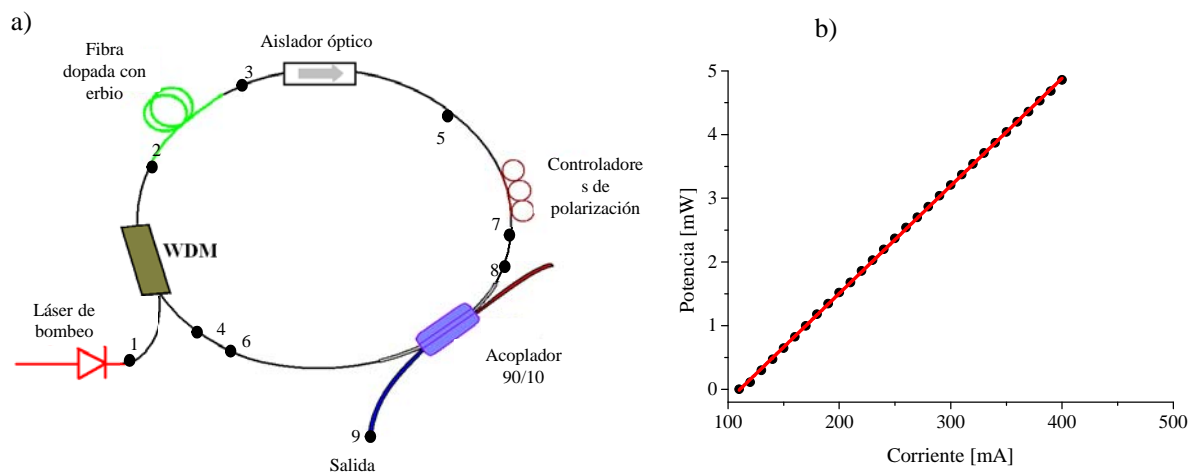 a)
Fibra
dopada con
erbio
3
Aislador óptico
5
2
Controladore
s de
polarización
7
8
WDM
Láser de
bombeo
1
4
6
Acoplador
90/10
9
Salida
b)
Potencia [mW]
5
4
3
2
1
0
100
200
300
400
500
Corriente [mA]